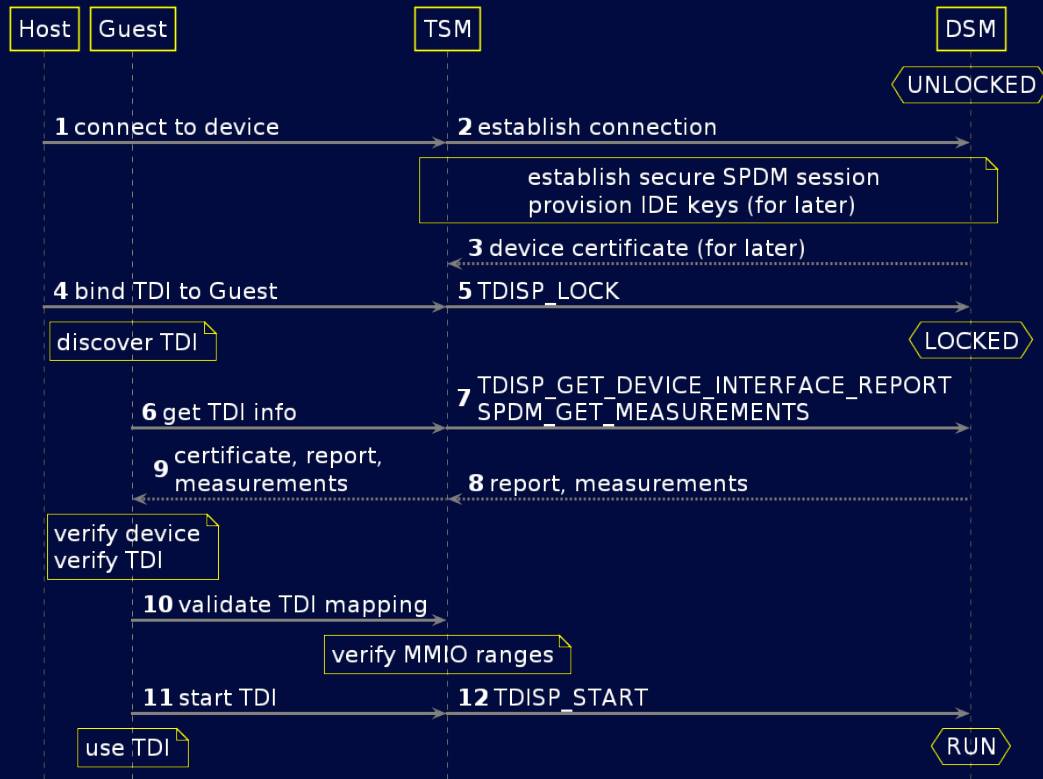 Host Guest TSM DSM
UNLOCKED
1 connect to device 2 establish connection
establish secure SPDM session
provision IDE keys (for later)
3 device certificate (for later)
4 bind TDI to Guest 5 TDISP_LOCK
discover TDI LOCKED
6 get TDI info 7 TDISP_GET_DEVICE_INTERFACE_REPORT
SPDM_GET_MEASUREMENTS
9 certificate, report,
measurements 8 report, measurements
verify device
verify TDI
10 validate TDI mapping
verify MMIO ranges
11 start TDI 12 TDISP_START
use TDI RUN